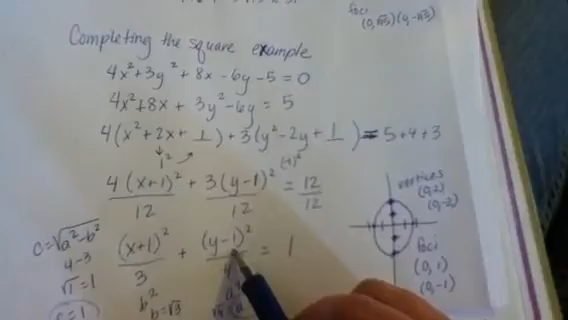 foci
(0,√3)(0,-√3)
Completing the square example
4x²+3y²+8x-6y-5=0
4x²+8x+3y²-6y=5
4(x²+2x+1)+3(y²-2y+1)=5+4+3
1² (-1)²
4(x+1)²/12 + 3(y-1)²/12 = 12/12
(x+1)²/3 + (y-1)² = 1
c=√a²-b²
4-3
√1=1
c=1
b²
b=√3
vertices
(0,2)
(0,-2)
foci
(0,1)
(0,-1)